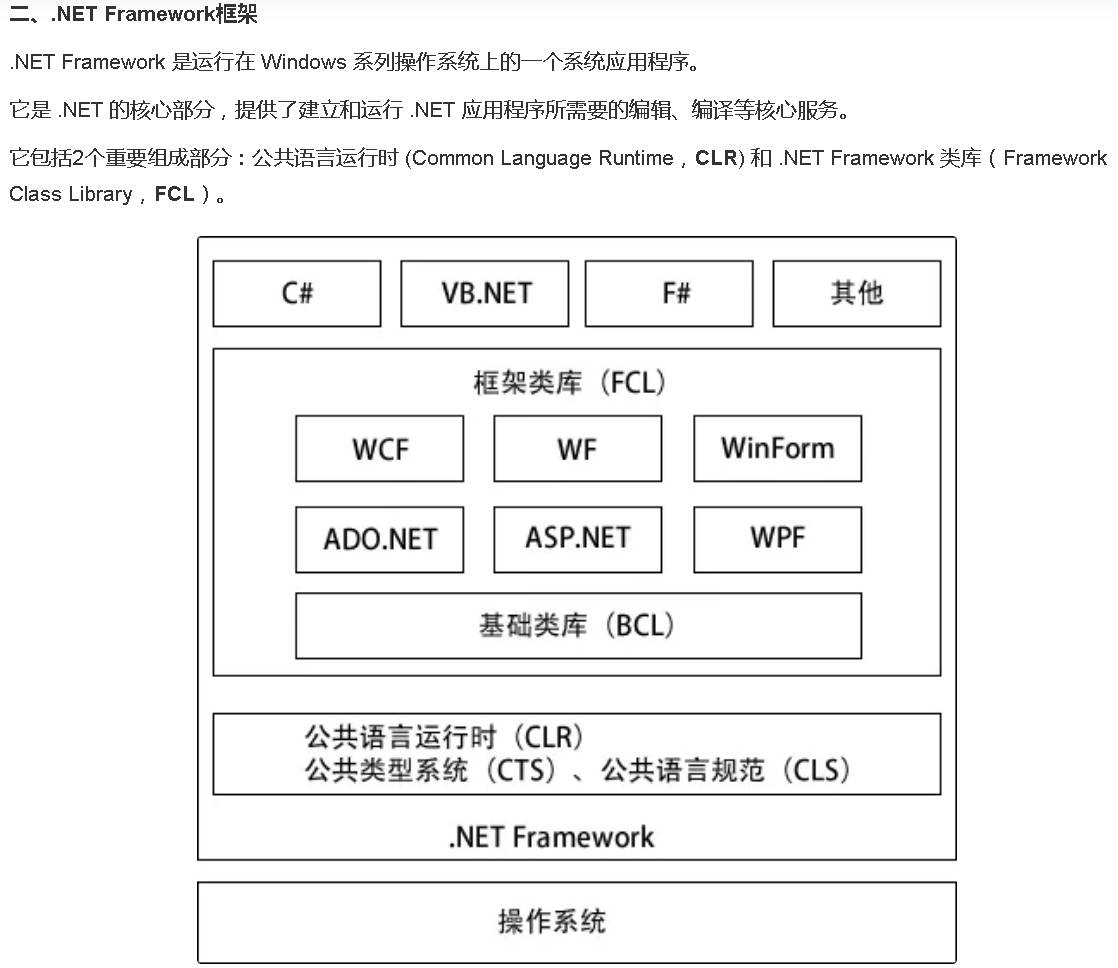 二、.NET Framework框架
.NET Framework 是运行在 Windows 系列操作系统上的一个系统应用程序。
它是 .NET 的核心部分，提供了建立和运行 .NET 应用程序所需要的编辑、编译等核心服务。
它包括2个重要组成部分：公共语言运行时 (Common Language Runtime，CLR) 和 .NET Framework 类库（Framework
Class Library，FCL）。
C# VB.NET F# 其他
框架类库（FCL）
WCF WF WinForm
ADO.NET ASP.NET WPF
基础类库（BCL）
公共语言运行时（CLR）
公共类型系统（CTS）、公共语言规范（CLS）
.NET Framework
操作系统